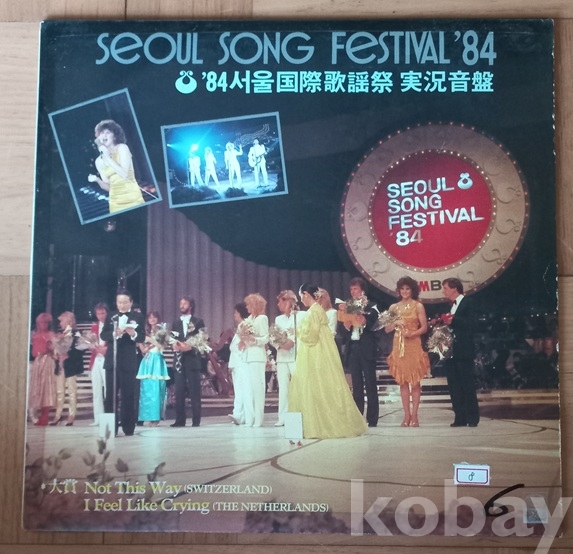 SEOUL SONG FESTIVAL '84
'84서울国際歌謡祭 実況音盤
SEOUL
SONG
FESTIVAL
'84
MBC
大賞 Not This Way (SWITZERLAND)
I Feel Like Crying (THE NETHERLANDS)
8
6
kobay